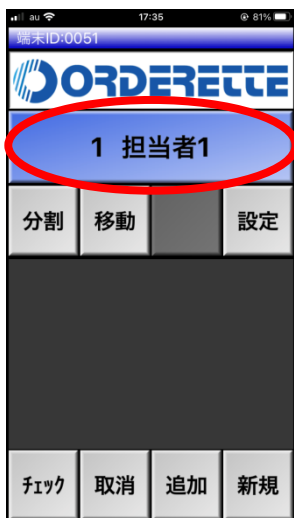 au 17:35 81%
端末ID:0051
ORDERETTE
1 担当者1
分割 移動 設定
ﾁｪｯｸ 取消 追加 新規